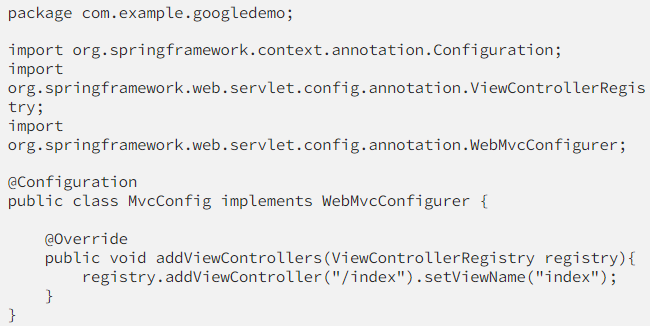 package com.example.googledemo;

import org.springframework.context.annotation.Configuration;
import
org.springframework.web.servlet.config.annotation.ViewControllerRegis
try;
import
org.springframework.web.servlet.config.annotation.WebMvcConfigurer;

@Configuration
public class MvcConfig implements WebMvcConfigurer {

    @Override
    public void addViewControllers(ViewControllerRegistry registry){
        registry.addViewController("/index").setViewName("index");
    }
}